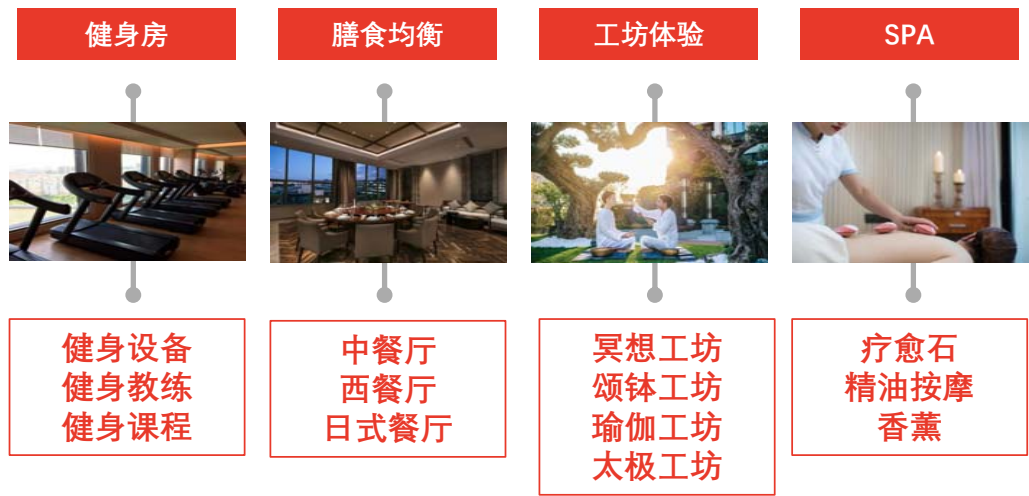 健身房
膳食均衡
工坊体验
SPA
健身设备
健身教练
健身课程
中餐厅
西餐厅
日式餐厅
冥想工坊
颂钵工坊
瑜伽工坊
太极工坊
疗愈石
精油按摩
香薰